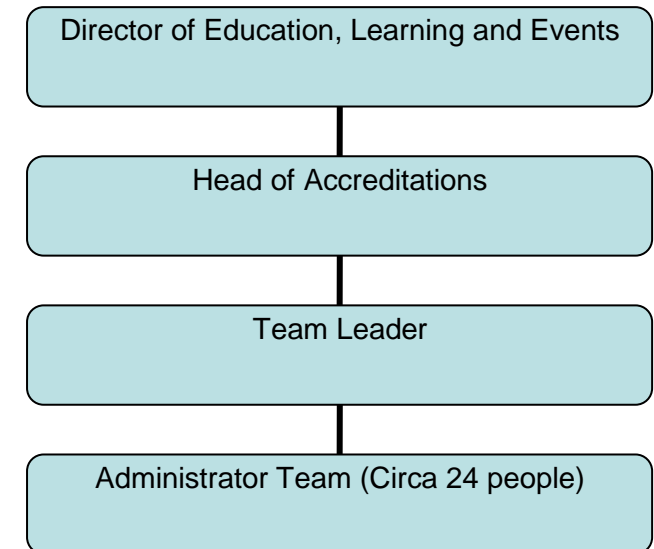 Director of Education, Learning and Events
Head of Accreditations
Team Leader
Administrator Team (Circa 24 people)